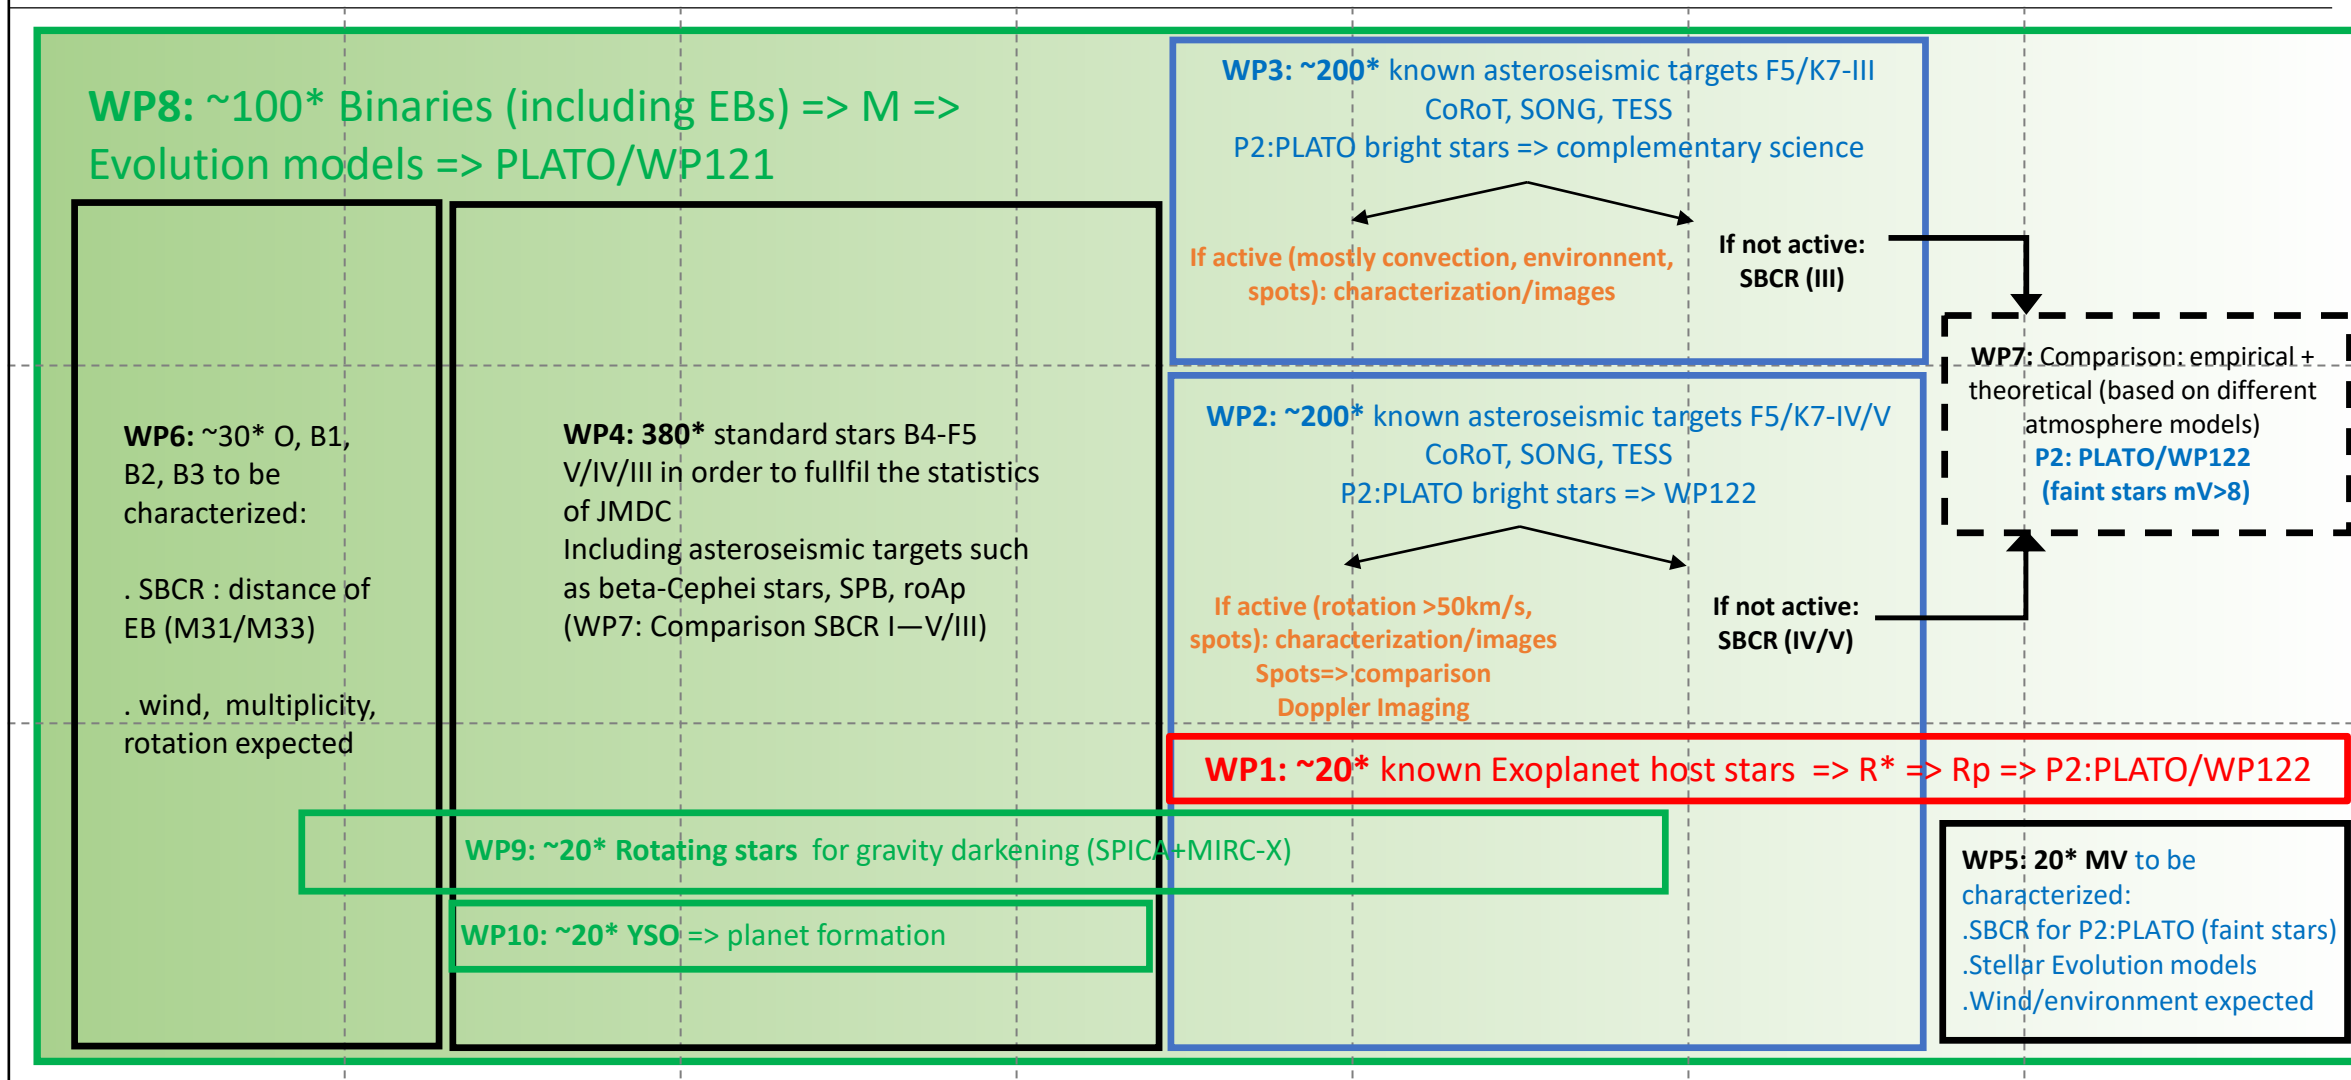 WP8: ~100* Binaries (including EBs) => M =>
Evolution models => PLATO/WP121
WP6: ~30* O, B1,
B2, B3 to be
characterized:
. SBCR : distance of
EB (M31/M33)
. wind, multiplicity,
rotation expected
WP4: 380* standard stars B4-F5
V/IV/III in order to fullfil the statistics
of JMDC
Including asteroseismic targets such
as beta-Cephei stars, SPB, roAp
(WP7: Comparison SBCR I—V/III)
WP3: ~200* known asteroseismic targets F5/K7-III
CoRoT, SONG, TESS
P2:PLATO bright stars => complementary science
If active (mostly convection, environnent,
spots): characterization/images
If not active:
SBCR (III)
WP2: ~200* known asteroseismic targets F5/K7-IV/V
CoRoT, SONG, TESS
P2:PLATO bright stars => WP122
If active (rotation >50km/s,
spots): characterization/images
Spots=> comparison
Doppler Imaging
If not active:
SBCR (IV/V)
WP7: Comparison: empirical +
theoretical (based on different
atmosphere models)
P2: PLATO/WP122
(faint stars mV>8)
WP1: ~20* known Exoplanet host stars => R* => Rp => P2:PLATO/WP122
WP9: ~20* Rotating stars for gravity darkening (SPICA+MIRC-X)
WP10: ~20* YSO => planet formation
WP5: 20* MV to be
characterized:
.SBCR for P2:PLATO (faint stars)
.Stellar Evolution models
.Wind/environment expected